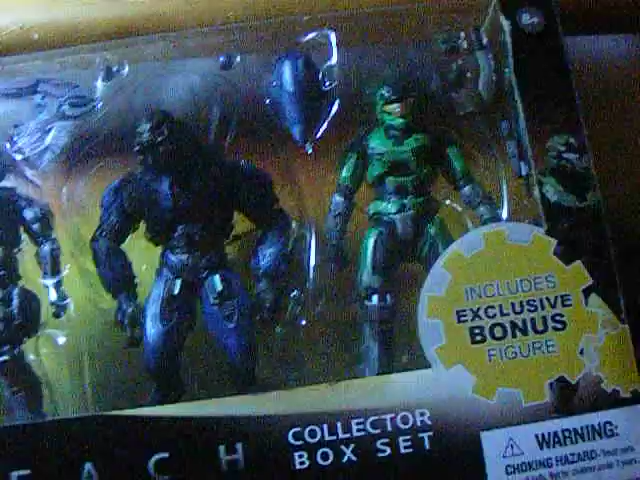 INCLUDES
EXCLUSIVE
BONUS
FIGURE
EACH
COLLECTOR
BOX SET
WARNING:
CHOKING HAZARD-